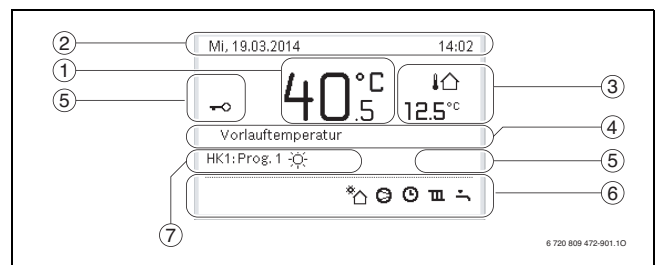 2
Mi, 19.03.2014 14:02
1
40.5 °C
12.5 °C
3
5
4
Vorlauftemperatur
HK1: Prog. 1
5
6
7
6 720 809 472-901.1O